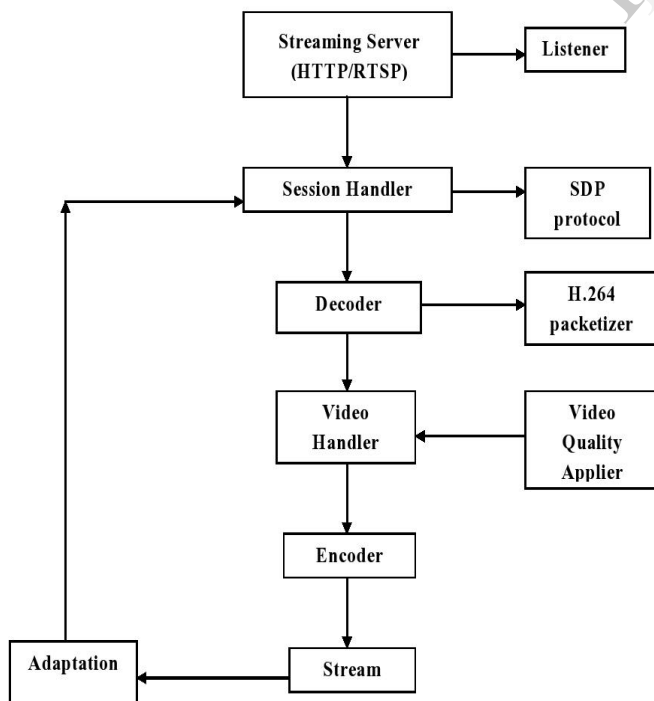 Streaming Server
(HTTP/RTSP)
Listener
Session Handler
SDP
protocol
Decoder
H.264
packetizer
Video
Handler
Video
Quality
Applier
Encoder
Adaptation
Stream